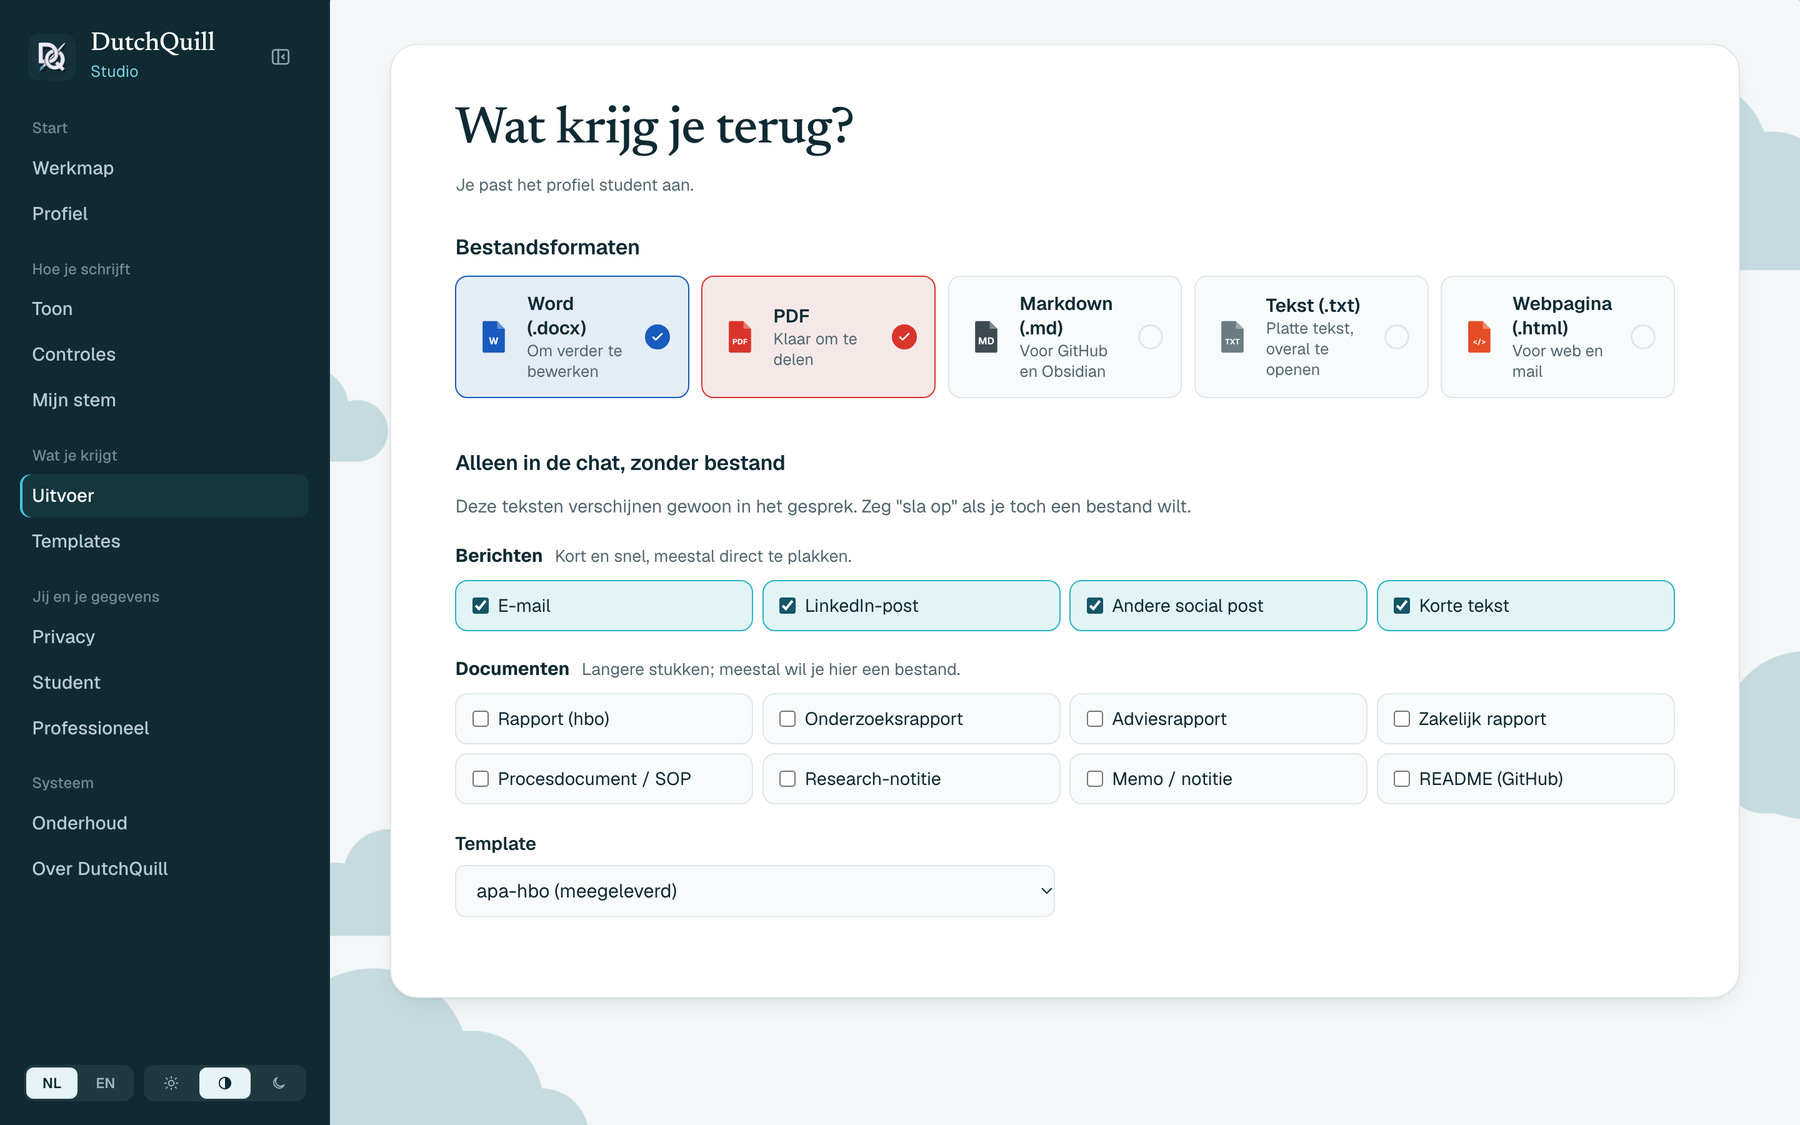 DutchQuill
Studio
Start
Werkmap
Profiel
Hoe je schrijft
Toon
Controles
Mijn stem
Wat je krijgt
Uitvoer
Templates
Jij en je gegevens
Privacy
Student
Professioneel
Systeem
Onderhoud
Over DutchQuill
NL EN
Wat krijg je terug?
Je past het profiel student aan.
Bestandsformaten
W
Word
(.docx)
Om verder te
bewerken
PDF
PDF
Klaar om te
delen
MD
Markdown
(.md)
Voor GitHub
en Obsidian
TXT
Tekst (.txt)
Platte tekst,
overal te
openen
</>
Webpagina
(.html)
Voor web en
mail
Alleen in de chat, zonder bestand
Deze teksten verschijnen gewoon in het gesprek. Zeg "sla op" als je toch een bestand wilt.
Berichten Kort en snel, meestal direct te plakken.
E-mail LinkedIn-post Andere social post Korte tekst
Documenten Langere stukken; meestal wil je hier een bestand.
Rapport (hbo) Onderzoeksrapport Adviesrapport Zakelijk rapport
Procesdocument / SOP Research-notitie Memo / notitie README (GitHub)
Template
apa-hbo (meegeleverd)